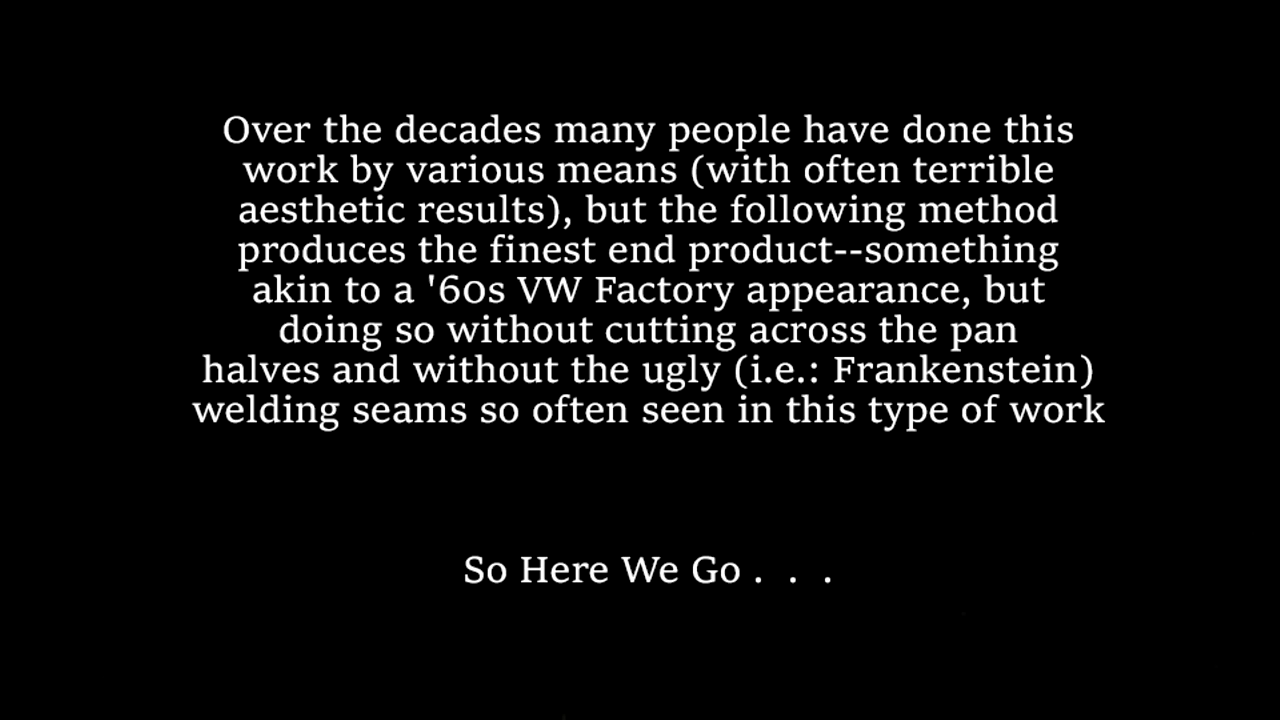 Over the decades many people have done this
work by various means (with often terrible
aesthetic results), but the following method
produces the finest end product--something
akin to a '60s VW Factory appearance, but
doing so without cutting across the pan
halves and without the ugly (i.e.: Frankenstein)
welding seams so often seen in this type of work
So Here We Go . . .